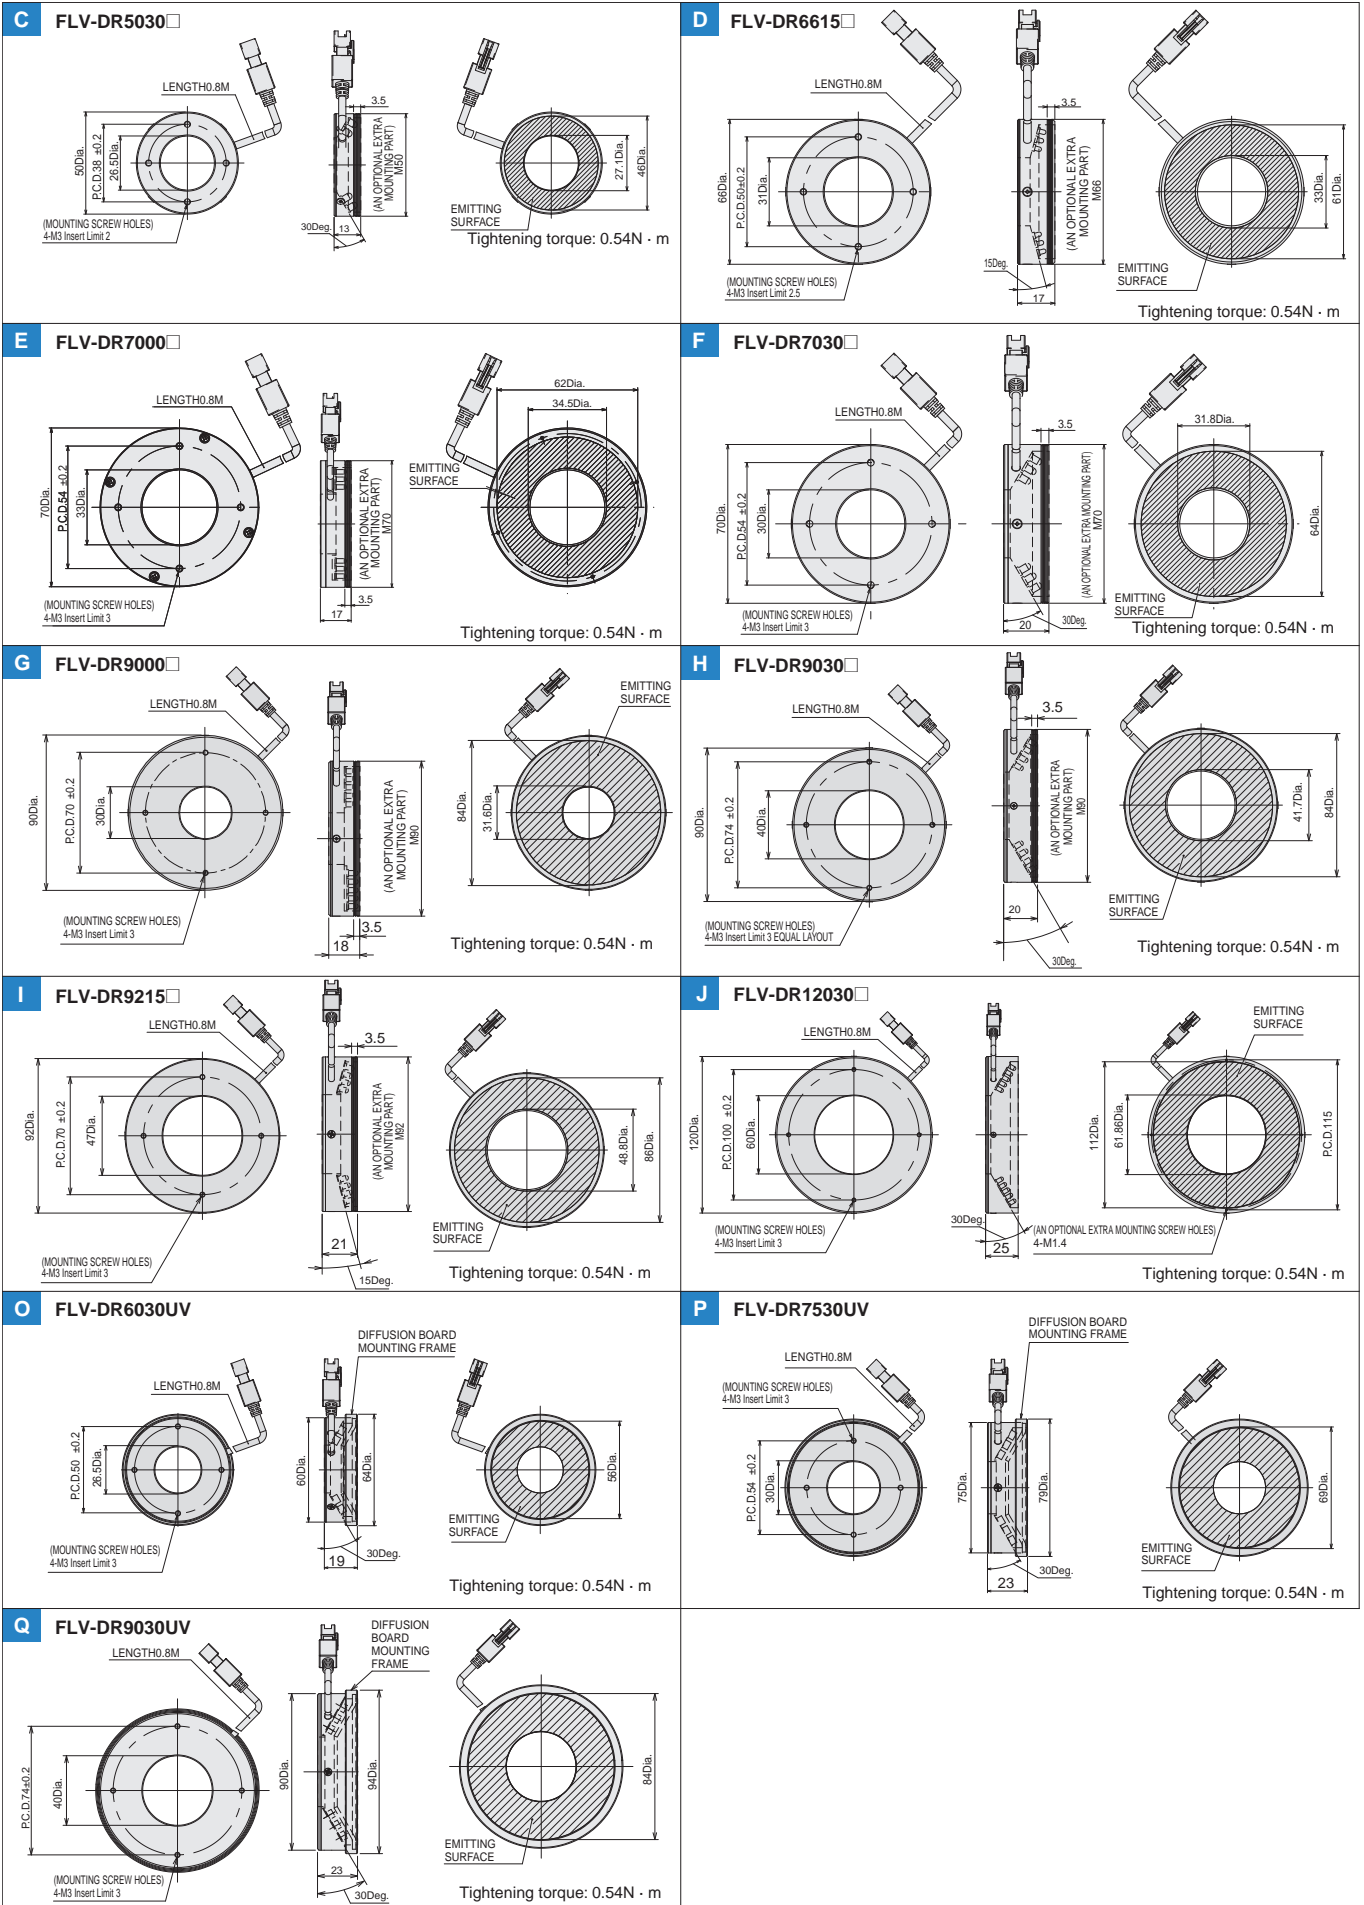 C FLV-DR5030□
LENGTH0.8M
3.5
50Dia.
P.C.D.38 ±0.2
26.5Dia.
(AN OPTIONAL EXTRA
MOUNTING PART)
M50
27.1Dia.
46Dia.
(MOUNTING SCREW HOLES)
4-M3 Insert Limit 2
30Deg.
13
EMITTING
SURFACE
Tightening torque: 0.54N · m
D FLV-DR6615□
LENGTH0.8M
3.5
66Dia.
P.C.D.50±0.2
31Dia.
(AN OPTIONAL EXTRA
MOUNTING PART)
M66
33Dia.
61Dia.
(MOUNTING SCREW HOLES)
4-M3 Insert Limit 2.5
15Deg.
17
EMITTING
SURFACE
Tightening torque: 0.54N · m
E FLV-DR7000□
LENGTH0.8M
62Dia.
34.5Dia.
EMITTING
SURFACE
70Dia.
P.C.D.54 ±0.2
33Dia.
(AN OPTIONAL EXTRA
MOUNTING PART)
M70
(MOUNTING SCREW HOLES)
4-M3 Insert Limit 3
3.5
17
Tightening torque: 0.54N · m
F FLV-DR7030□
LENGTH0.8M
3.5
31.8Dia.
70Dia.
P.C.D.54 ±0.2
30Dia.
(AN OPTIONAL EXTRA MOUNTING PART)
M70
64Dia.
(MOUNTING SCREW HOLES)
4-M3 Insert Limit 3
20
30Deg.
EMITTING
SURFACE
Tightening torque: 0.54N · m
G FLV-DR9000□
LENGTH0.8M
EMITTING
SURFACE
90Dia.
P.C.D.70 ±0.2
30Dia.
(AN OPTIONAL EXTRA
MOUNTING PART)
M90
84Dia.
31.6Dia.
(MOUNTING SCREW HOLES)
4-M3 Insert Limit 3
3.5
18
Tightening torque: 0.54N · m
H FLV-DR9030□
LENGTH0.8M
3.5
90Dia.
P.C.D.74 ±0.2
40Dia.
(AN OPTIONAL EXTRA
MOUNTING PART)
M90
41.7Dia.
84Dia.
(MOUNTING SCREW HOLES)
4-M3 Insert Limit 3 EQUAL LAYOUT
20
30Deg.
EMITTING
SURFACE
Tightening torque: 0.54N · m
I FLV-DR9215□
LENGTH0.8M
3.5
92Dia.
P.C.D.70 ±0.2
47Dia.
(AN OPTIONAL EXTRA
MOUNTING PART)
M92
48.8Dia.
86Dia.
(MOUNTING SCREW HOLES)
4-M3 Insert Limit 3
21
15Deg.
EMITTING
SURFACE
Tightening torque: 0.54N · m
J FLV-DR12030□
LENGTH0.8M
EMITTING
SURFACE
120Dia.
P.C.D.100 ±0.2
60Dia.
112Dia.
61.86Dia.
P.C.D.115
(MOUNTING SCREW HOLES)
4-M3 Insert Limit 3
30Deg.
25
(AN OPTIONAL EXTRA MOUNTING SCREW HOLES)
4-M1.4
Tightening torque: 0.54N · m
O FLV-DR6030UV
DIFFUSION BOARD
MOUNTING FRAME
LENGTH0.8M
P.C.D.50 ±0.2
26.5Dia.
60Dia.
64Dia.
56Dia.
(MOUNTING SCREW HOLES)
4-M3 Insert Limit 3
19
30Deg.
EMITTING
SURFACE
Tightening torque: 0.54N · m
P FLV-DR7530UV
DIFFUSION BOARD
MOUNTING FRAME
LENGTH0.8M
(MOUNTING SCREW HOLES)
4-M3 Insert Limit 3
P.C.D.54 ±0.2
30Dia.
75Dia.
79Dia.
69Dia.
30Deg.
23
EMITTING
SURFACE
Tightening torque: 0.54N · m
Q FLV-DR9030UV
DIFFUSION
BOARD
MOUNTING
FRAME
LENGTH0.8M
P.C.D.74±0.2
40Dia.
90Dia.
94Dia.
84Dia.
(MOUNTING SCREW HOLES)
4-M3 Insert Limit 3
23
30Deg.
EMITTING
SURFACE
Tightening torque: 0.54N · m